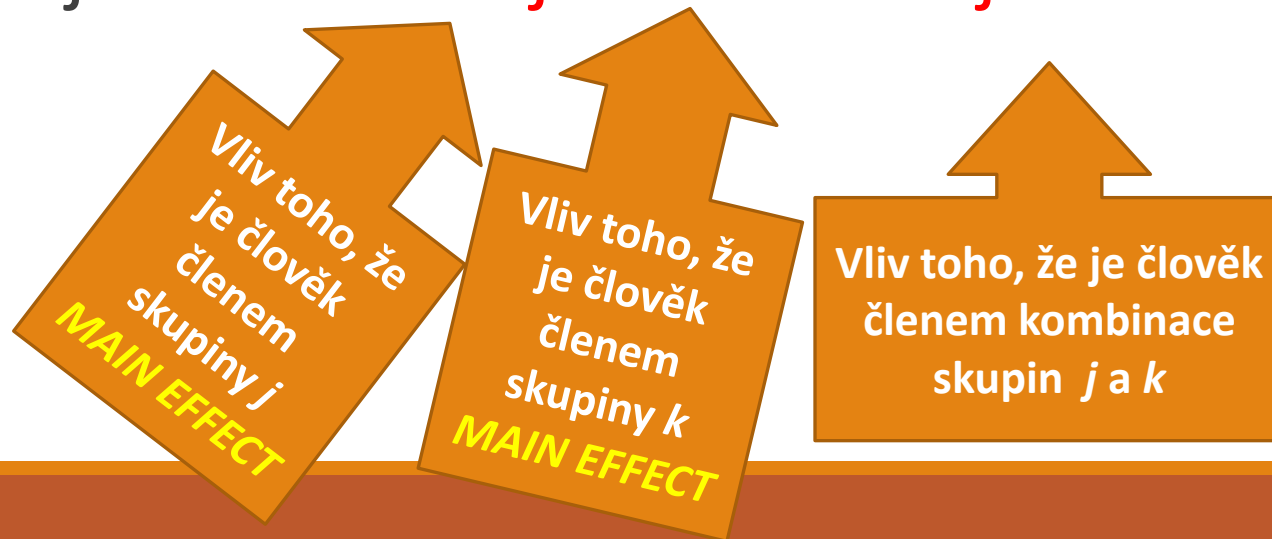 Vliv toho, že
je člověk
členem
skupiny j
MAIN EFFECT
Vliv toho, že
je člověk
členem
skupiny k
MAIN EFFECT
Vliv toho, že je člověk
členem kombinace
skupin j a k